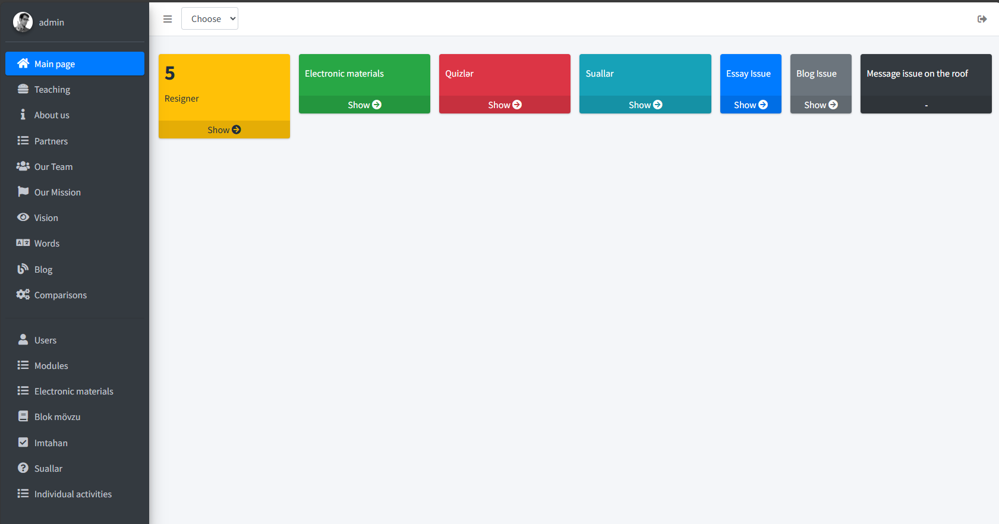 admin
Choose
Main page
Teaching
About us
Partners
Our Team
Our Mission
Vision
Words
Blog
Comparisons
Users
Modules
Electronic materials
Blok mövzu
Imtahan
Suallar
Individual activities
5
Resigner
Show
Electronic materials
Show
Quizlər
Show
Suallar
Show
Essay Issue
Show
Blog Issue
Show
Message issue on the roof
-